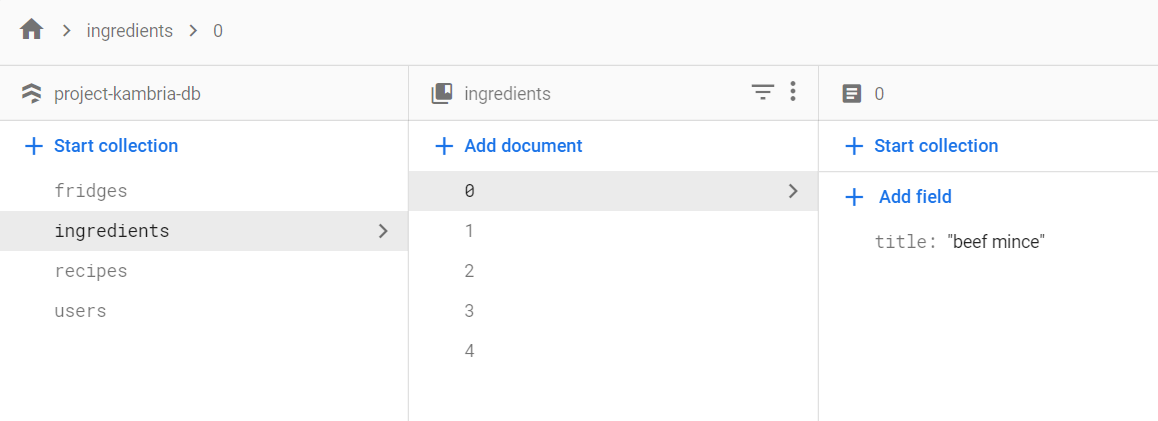 ingredients 0
project-kambria-db ingredients 0
Start collection Add document Start collection
fridges 0 Add field
ingredients 1 title: "beef mince"
recipes 2
users 3
4